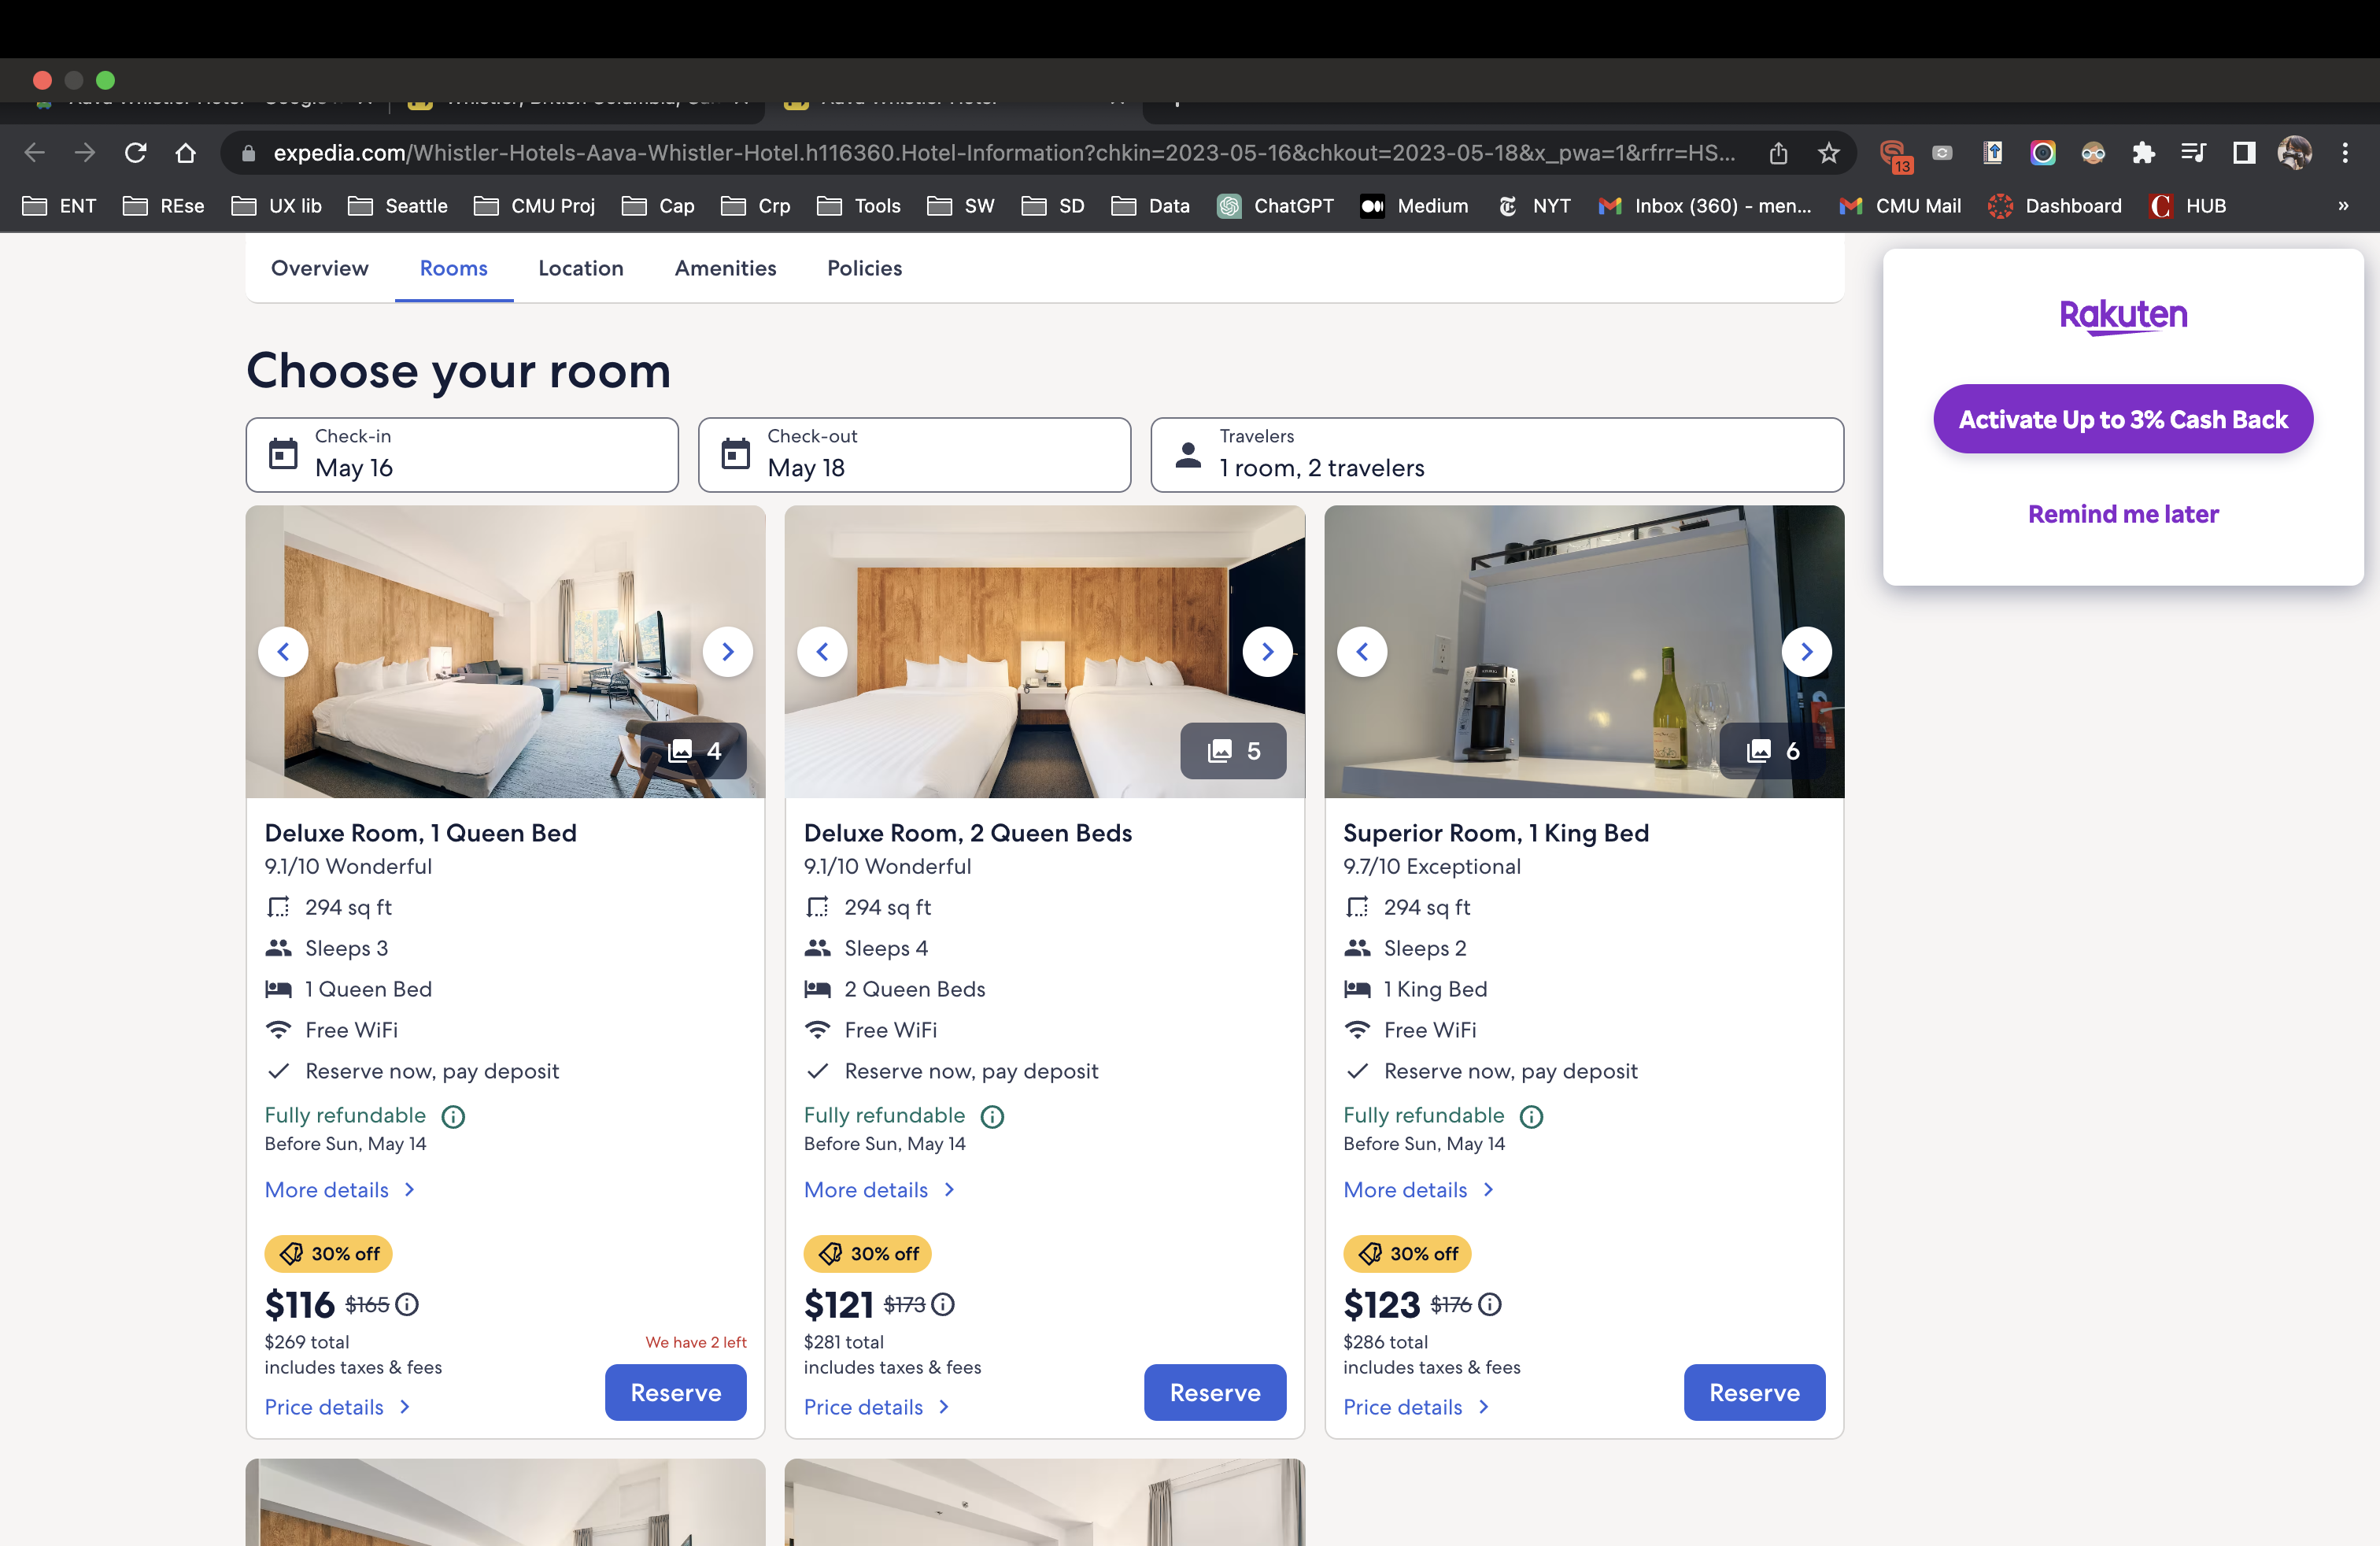 expedia.com/Whistler-Hotels-Aava-Whistler-Hotel.h116360.Hotel-Information?chkin=2023-05-16&chkout=2023-05-18&x_pwa=1&rfrr=HS...
13
ENT REse UX lib Seattle CMU Proj Cap Crp Tools SW SD Data ChatGPT Medium NYT Inbox (360) - men... CMU Mail Dashboard HUB »
Overview Rooms Location Amenities Policies
Rakuten
Activate Up to 3% Cash Back
Remind me later
Choose your room
Check-in
May 16
Check-out
May 18
Travelers
1 room, 2 travelers
4
Deluxe Room, 1 Queen Bed
9.1/10 Wonderful
294 sq ft
Sleeps 3
1 Queen Bed
Free WiFi
Reserve now, pay deposit
Fully refundable
Before Sun, May 14
More details
30% off
$116 $165
$269 total
We have 2 left
includes taxes & fees
Price details
Reserve
5
Deluxe Room, 2 Queen Beds
9.1/10 Wonderful
294 sq ft
Sleeps 4
2 Queen Beds
Free WiFi
Reserve now, pay deposit
Fully refundable
Before Sun, May 14
More details
30% off
$121 $173
$281 total
includes taxes & fees
Price details
Reserve
6
Superior Room, 1 King Bed
9.7/10 Exceptional
294 sq ft
Sleeps 2
1 King Bed
Free WiFi
Reserve now, pay deposit
Fully refundable
Before Sun, May 14
More details
30% off
$123 $176
$286 total
includes taxes & fees
Price details
Reserve